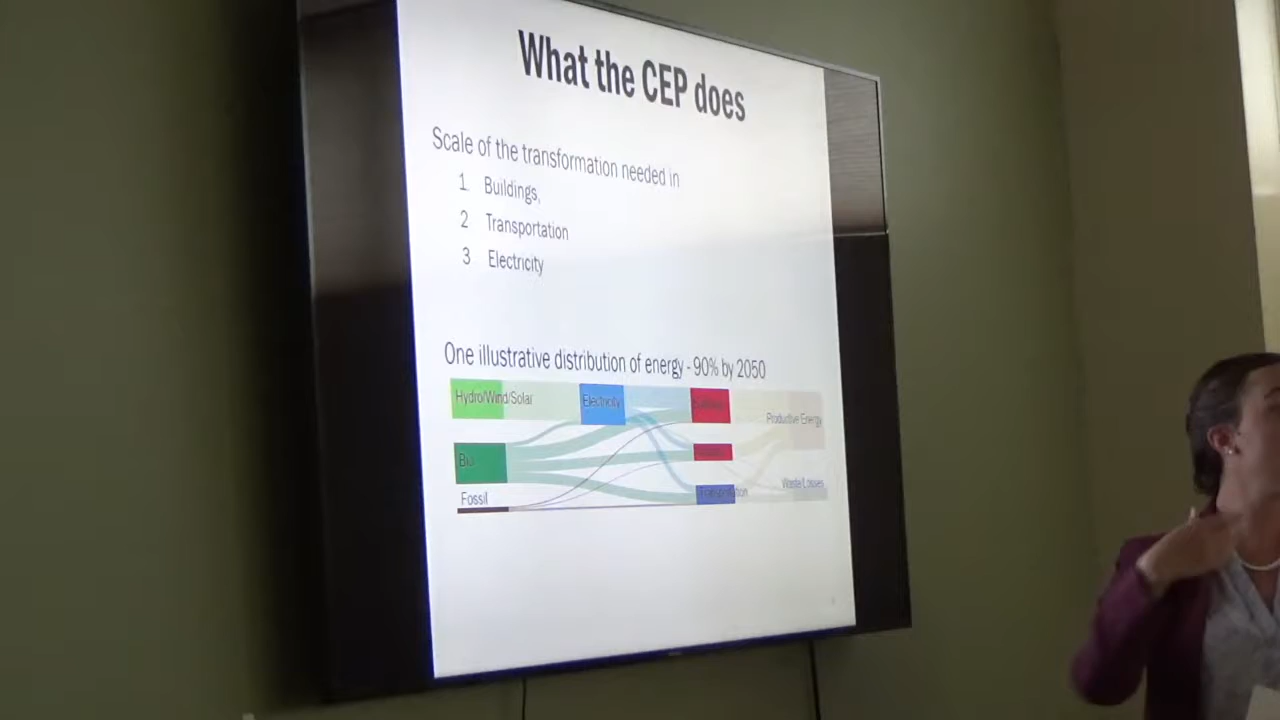 What the CEP does
Scale of the transformation needed in
1 Buildings,
2 Transportation
3 Electricity
One illustrative distribution of energy - 90% by 2050
Hydro/Wind/Solar
Electricity
Productive Energy
Fossil
Transportation
Waste/Losses